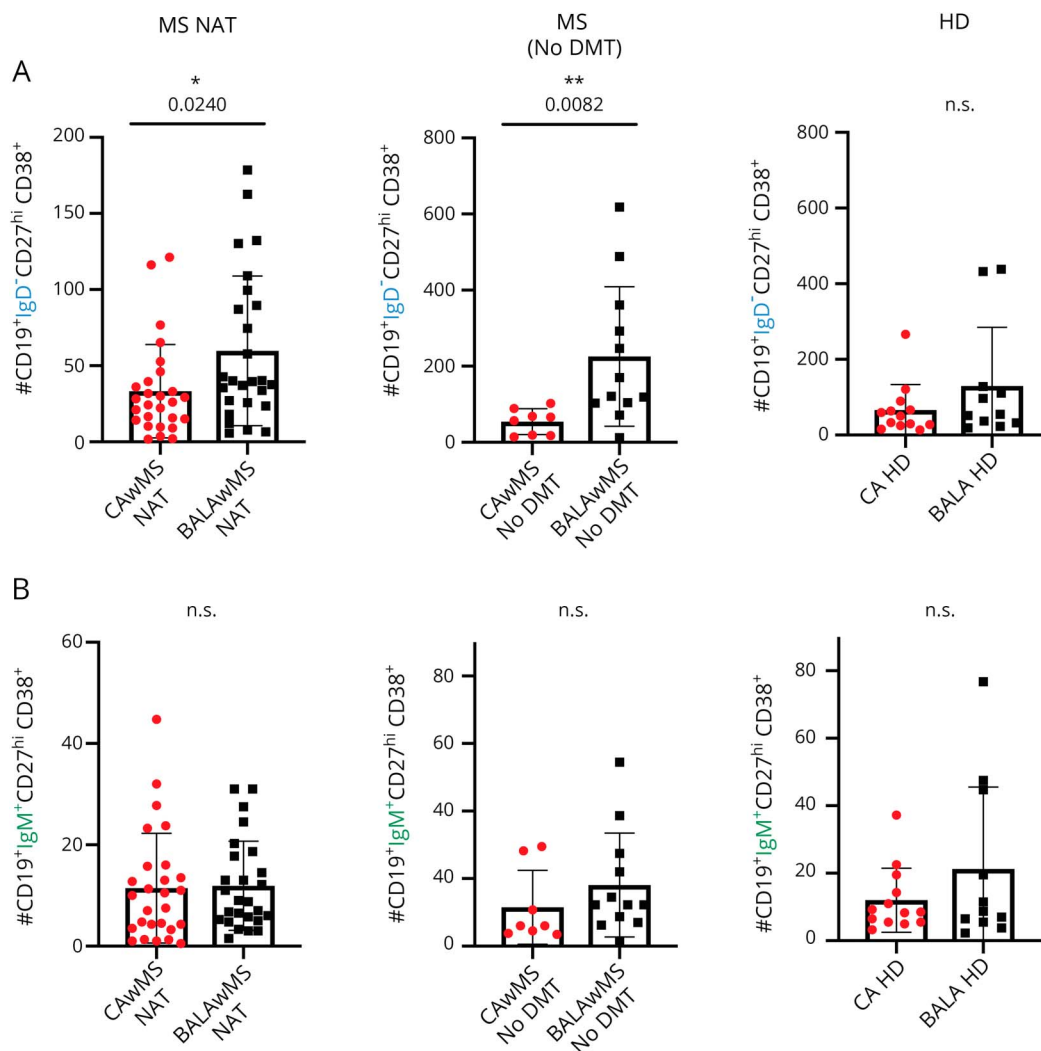 MS NAT
MS
(No DMT)
HD
A
*
0.0240
#CD19⁺IgD⁻CD27ʰⁱ CD38⁺
200
150
100
50
0
CAwMS
NAT
BALAwMS
NAT
**
0.0082
#CD19⁺IgD⁻CD27ʰⁱ CD38⁺
800
600
400
200
0
CAwMS
No DMT
BALAwMS
No DMT
n.s.
#CD19⁺IgD⁻CD27ʰⁱ CD38⁺
800
600
400
200
0
CA HD
BALA HD
B
n.s.
#CD19⁺IgM⁺CD27ʰⁱ CD38⁺
60
40
20
0
CAwMS
NAT
BALAwMS
NAT
n.s.
#CD19⁺IgM⁺CD27ʰⁱ CD38⁺
80
60
40
40
0
CAwMS
No DMT
BALAwMS
No DMT
n.s.
#CD19⁺IgM⁺CD27ʰⁱ CD38⁺
80
60
40
20
0
CA HD
BALA HD